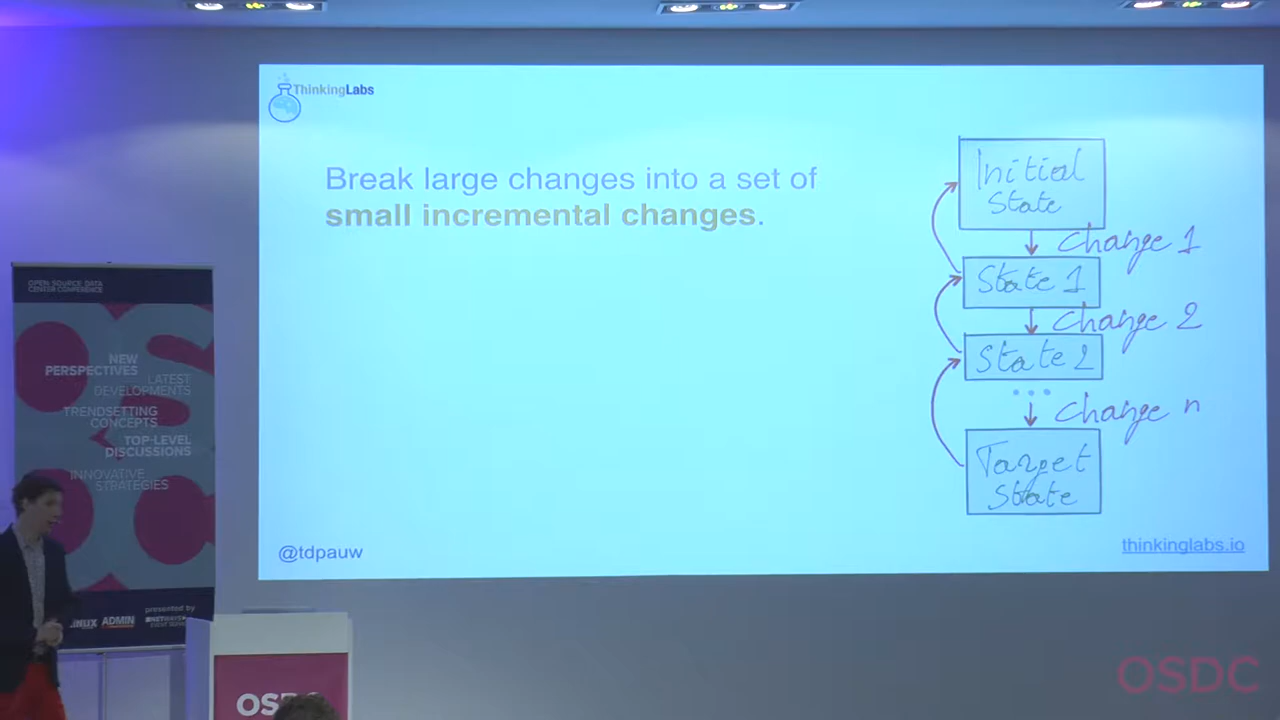 ThinkingLabs
Break large changes into a set of
small incremental changes.
Initial
State
Change 1
State 1
Change 2
State 2
...
Change n
Target
State
@tdpauw
thinkinglabs.io
OPEN SOURCE DATA
CENTER CONFERENCE
NEW
PERSPECTIVES
LATEST
DEVELOPMENTS
TRENDSETTING
CONCEPTS
TOP-LEVEL
DISCUSSIONS
INNOVATIVE
STRATEGIES
presented by
ADMIN
OSDC
OSDC